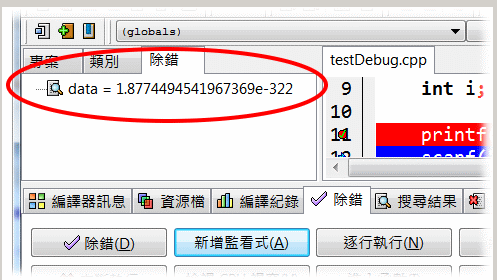 (globals)
專案 類別 除錯
testDebug.cpp
data = 1.8774494541967369e-322
9 int i;
10
11 printf
scanf(
編譯器訊息 資源檔 編譯紀錄 除錯 搜尋結果
除錯(D) 新增監看式(A) 逐行執行(N)